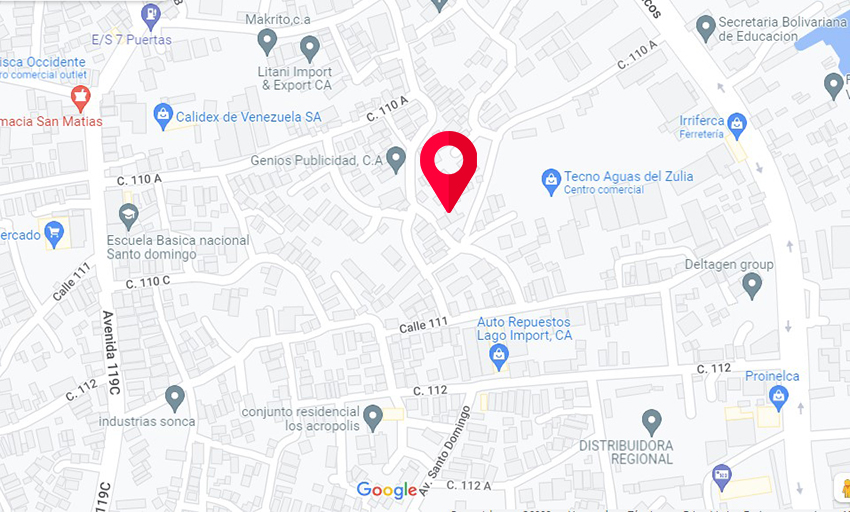 Makrito,c.a
E/S 7 Puertas
Secretaria Bolivariana
de Educacion
C. 110 A
isca Occidente
ro comercial outlet
Litani Import
& Export CA
macia San Matias
Calidex de Venezuela SA
C. 110 A
Irriferca
Ferretería
Genios Publicidad, C.A
C. 110 A
Tecno Aguas del Zulia
Centro comercial
ercado
Escuela Basica nacional
Santo domingo
Calle 111
C. 110 C
Deltagen group
Avenida 119C
Calle 111
Auto Repuestos
Lago Import, CA
C. 112
C. 112
C. 112
Proinelca
industrias sonca
conjunto residencial
los acropolis
Av. Santo Domingo
DISTRIBUIDORA
REGIONAL
119C
Google
C. 112 A